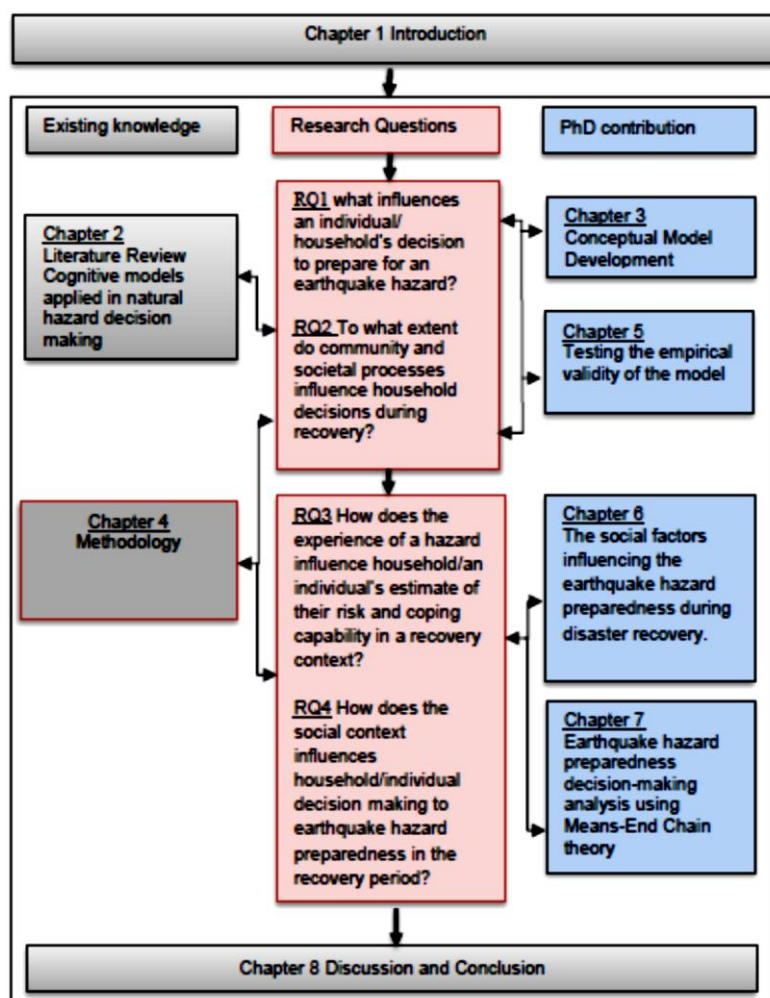 Chapter 1 Introduction
Existing knowledge
Research Questions
PhD contribution
Chapter 2
Literature Review
Cognitive models
applied in natural
hazard decision
making
RQ1 what influences
an individual/
household's decision
to prepare for an
earthquake hazard?
RQ2 To what extent
do community and
societal processes
influence household
decisions during
recovery?
Chapter 3
Conceptual Model
Development
Chapter 5
Testing the empirical
validity of the model
Chapter 4
Methodology
RQ3 How does the
experience of a hazard
influence household/an
individual's estimate of
their risk and coping
capability in a recovery
context?
RQ4 How does the
social context
influences
household/individual
decision making to
earthquake hazard
preparedness in the
recovery period?
Chapter 6
The social factors
influencing the
earthquake hazard
preparedness during
disaster recovery.
Chapter 7
Earthquake hazard
preparedness
decision-making
analysis using
Means-End Chain
theory
Chapter 8 Discussion and Conclusion